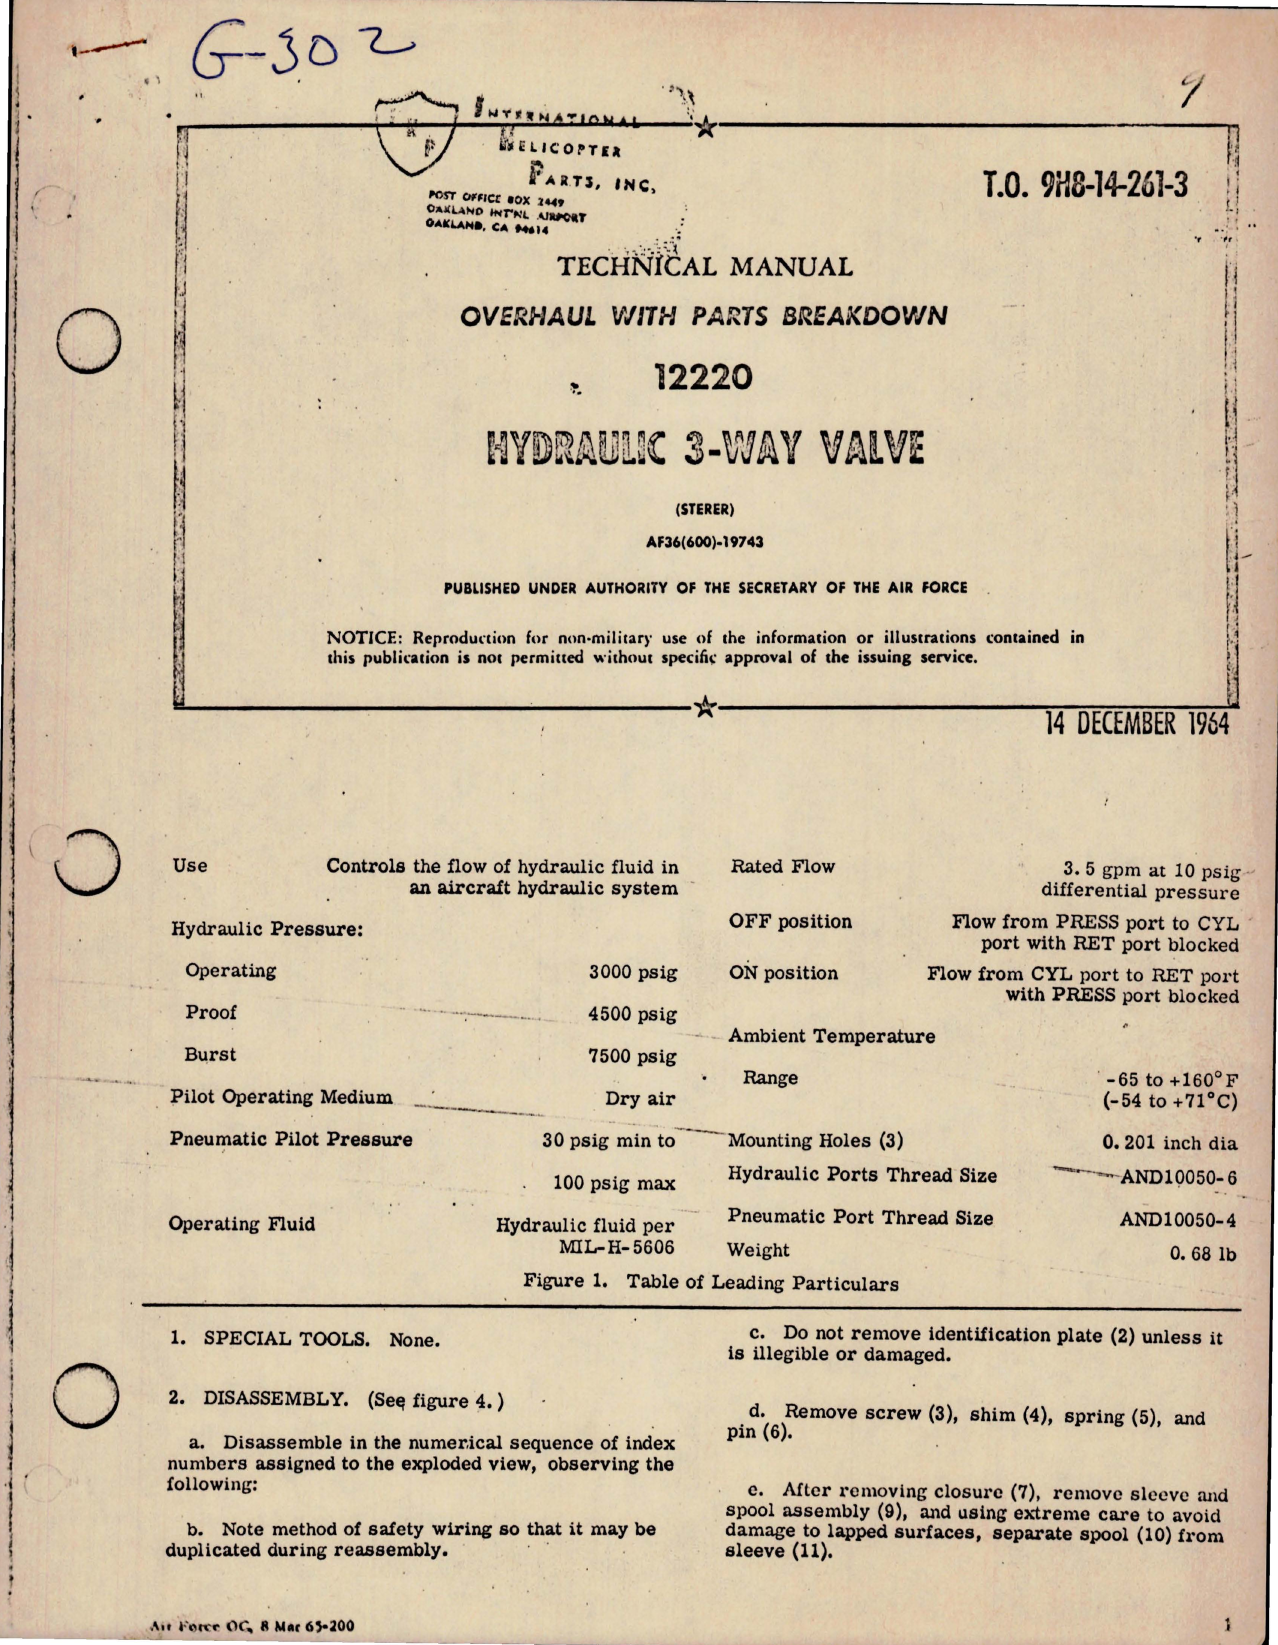 G-302
9
INTERNATIONAL
HELICOPTER
PARTS, INC,
POST OFFICE BOX 2449
OAKLAND INT'NL AIRPORT
OAKLAND, CA 94614
T.O. 9H8-14-261-3
TECHNICAL MANUAL
OVERHAUL WITH PARTS BREAKDOWN
12220
HYDRAULIC 3-WAY VALVE
(STERER)
AF36(600)-19743
PUBLISHED UNDER AUTHORITY OF THE SECRETARY OF THE AIR FORCE
NOTICE: Reproduction for non-military use of the information or illustrations contained in
this publication is not permitted without specific approval of the issuing service.
14 DECEMBER 1964
Use Controls the flow of hydraulic fluid in
an aircraft hydraulic system
Hydraulic Pressure:
Operating 3000 psig
Proof 4500 psig
Burst 7500 psig
Pilot Operating Medium Dry air
Pneumatic Pilot Pressure 30 psig min to
100 psig max
Operating Fluid Hydraulic fluid per
MIL-H-5606
Rated Flow 3.5 gpm at 10 psig
differential pressure
OFF position Flow from PRESS port to CYL
port with RET port blocked
ON position Flow from CYL port to RET port
with PRESS port blocked
Ambient Temperature
Range -65 to +160°F
(-54 to +71°C)
Mounting Holes (3) 0.201 inch dia
Hydraulic Ports Thread Size AND10050-6
Pneumatic Port Thread Size AND10050-4
Weight 0.68 lb
Figure 1. Table of Leading Particulars
1. SPECIAL TOOLS. None.
2. DISASSEMBLY. (See figure 4.)
a. Disassemble in the numerical sequence of index
numbers assigned to the exploded view, observing the
following:
b. Note method of safety wiring so that it may be
duplicated during reassembly.
c. Do not remove identification plate (2) unless it
is illegible or damaged.
d. Remove screw (3), shim (4), spring (5), and
pin (6).
e. After removing closure (7), remove sleeve and
spool assembly (9), and using extreme care to avoid
damage to lapped surfaces, separate spool (10) from
sleeve (11).
Air Force OC, 8 Mar 65-200
1